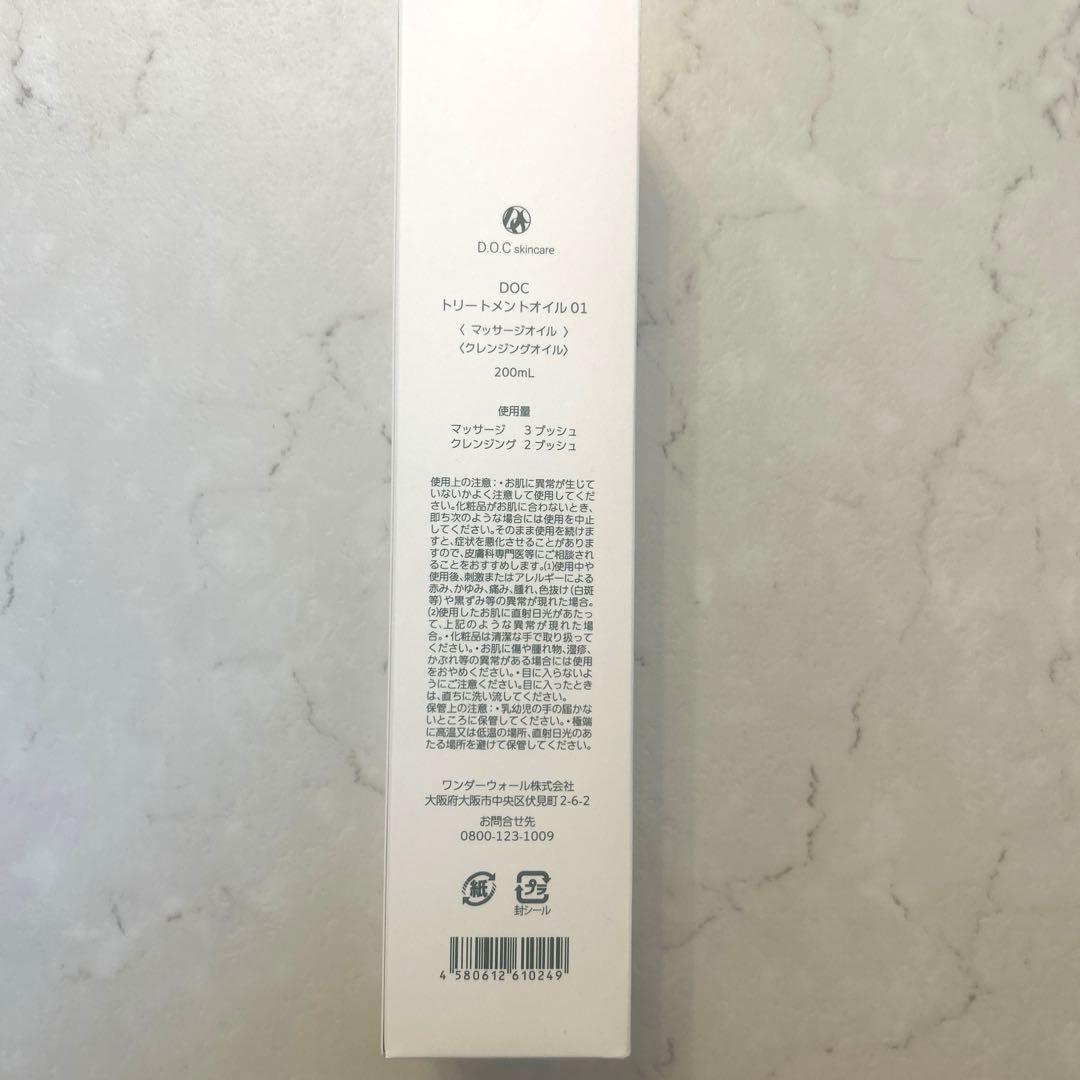 D.O.C skincare
DOC
トリートメントオイル 01
〈 マッサージオイル 〉
〈クレンジングオイル〉
200mL
使用量
マッサージ 3 プッシュ
クレンジング 2 プッシュ
使用上の注意：・お肌に異常が生じて
いないかよく注意して使用してくだ
さい。化粧品がお肌に合わないとき、
即ち次のような場合には使用を中止
してください。そのまま使用を続けま
すと、症状を悪化させることがありま
すので、皮膚科専門医等にご相談され
ることをおすすめします。(1)使用中や
使用後、刺激またはアレルギーによる
赤み、かゆみ、痛み、腫れ、色抜け（白斑
等）や黒ずみ等の異常が現れた場合。
(2)使用したお肌に直射日光があたっ
て、上記のような異常が現れた場
合。・化粧品は清潔な手で取り扱って
ください。・お肌に傷や腫れ物、湿疹、
かぶれ等の異常がある場合には使用
をおやめください。・目に入らないよ
うにご注意ください。目に入ったとき
は、直ちに洗い流してください。
保管上の注意：・乳幼児の手の届かな
いところに保管してください。・極端
に高温又は低温の場所、直射日光のあ
たる場所を避けて保管してください。
ワンダーウォール株式会社
大阪府大阪市中央区伏見町 2-6-2
お問合せ先
0800-123-1009
紙 プラ
封シール
4 580612 610249